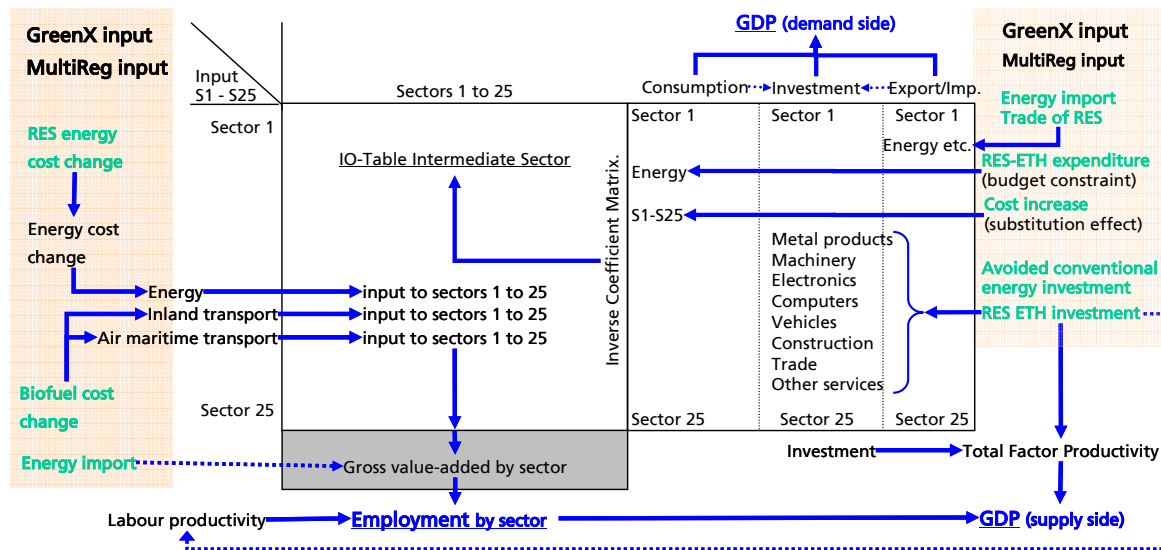 GreenX input
MultiReg input
RES energy
cost change
Energy cost
change
Biofuel cost
change
Energy import
Input
S1 - S25
Sectors 1 to 25
Sector 1
IO-Table Intermediate Sector
Energy
input to sectors 1 to 25
Inland transport
input to sectors 1 to 25
Air maritime transport
input to sectors 1 to 25
Sector 25
Gross value-added by sector
Labour productivity
Employment by sector
Inverse Coefficient Matrix.
GDP (demand side)
Consumption
Investment
Export/Imp.
Sector 1
Sector 1
Sector 1
Energy etc.
Energy
S1-S25
Metal products
Machinery
Electronics
Computers
Vehicles
Construction
Trade
Other services
Sector 25
Sector 25
Sector 25
GreenX input
MultiReg input
Energy import
Trade of RES
RES-ETH expenditure
(budget constraint)
Cost increase
(substitution effect)
Avoided conventional
energy investment
RES ETH investment
Investment
Total Factor Productivity
GDP (supply side)